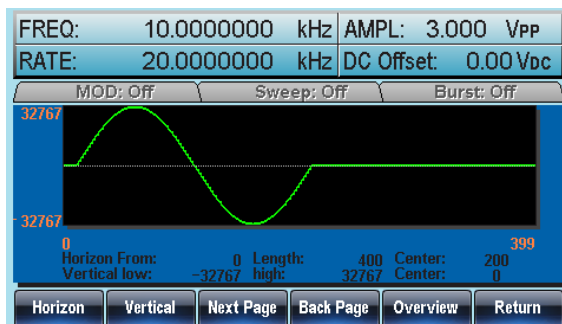 FREQ: 10.0000000 kHz AMPL: 3.000 VPP
RATE: 20.0000000 kHz DC Offset: 0.00 VDC
MOD: Off Sweep: Off Burst: Off
32767
- 32767
0 399
Horizon From: 0 Length: 400 Center: 200
Vertical low: -32767 high: 32767 Center: 0
Horizon Vertical Next Page Back Page Overview Return